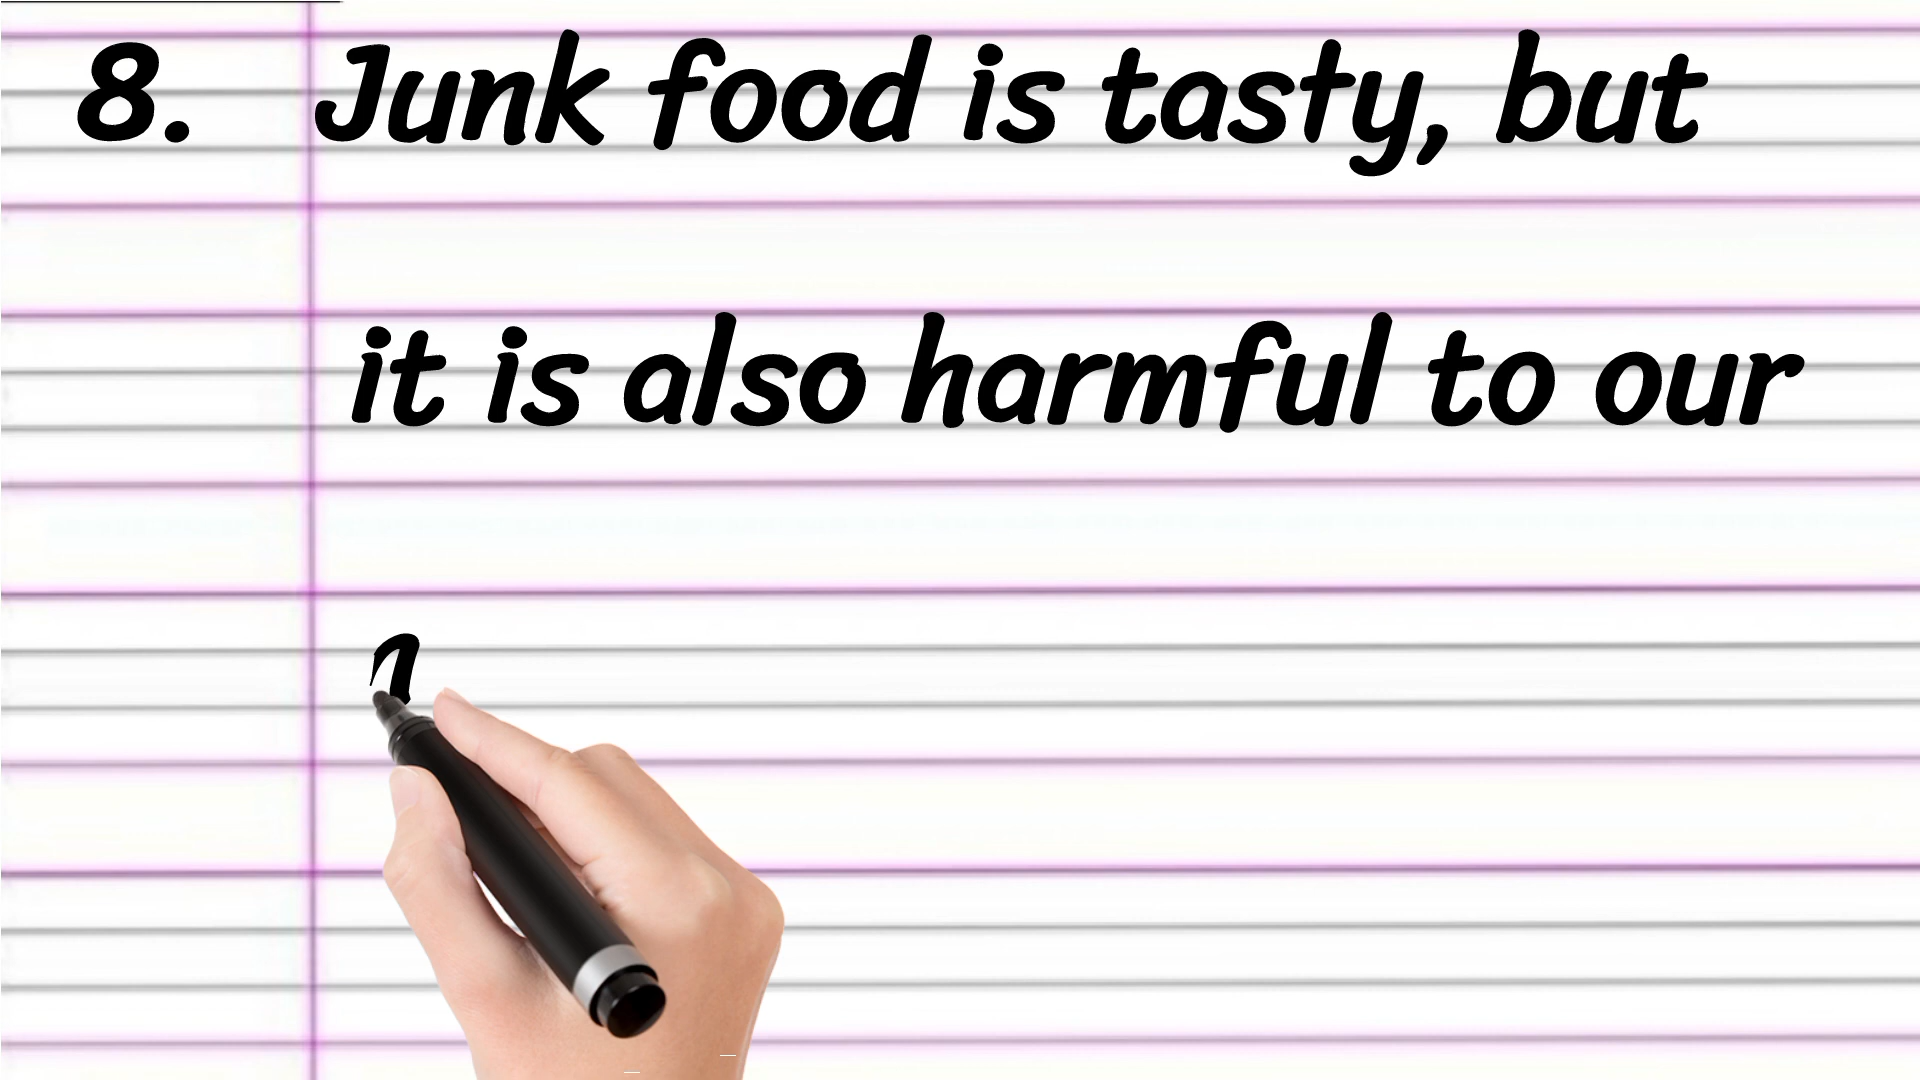 8. Junk food is tasty, but
it is also harmful to our